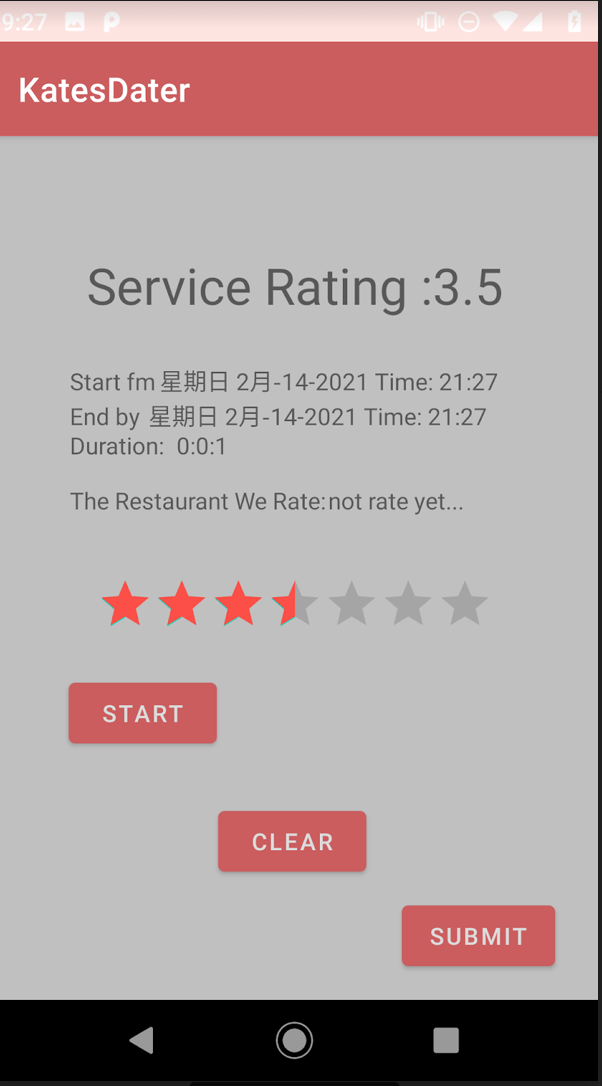 9:27
KatesDater
Service Rating :3.5
Start fm 星期日 2月-14-2021 Time: 21:27
End by 星期日 2月-14-2021 Time: 21:27
Duration: 0:0:1
The Restaurant We Rate:not rate yet...
START
CLEAR
SUBMIT